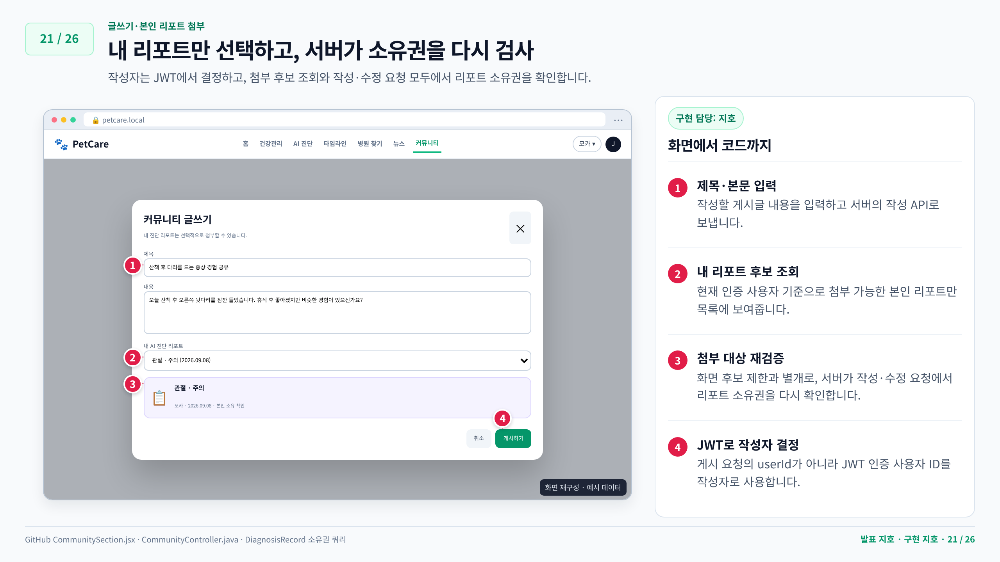 21 / 26
글쓰기·본인 리포트 첨부
내 리포트만 선택하고, 서버가 소유권을 다시 검사
작성자는 JWT에서 결정하고, 첨부 후보 조회와 작성·수정 요청 모두에서 리포트 소유권을 확인합니다.
petcare.local
PetCare
홈 건강관리 AI 진단 타임라인 병원 찾기 뉴스 커뮤니티
모카 ▾
J
커뮤니티 글쓰기
내 진단 리포트는 선택적으로 첨부할 수 있습니다.
제목
1
산책 후 다리를 드는 증상 경험 공유
내용
오늘 산책 후 오른쪽 뒷다리를 잠깐 들었습니다. 휴식 후 좋아졌지만 비슷한 경험이 있으신가요?
내 AI 진단 리포트
2
관절 · 주의 (2026.09.08)
3
관절 · 주의
모카 · 2026.09.08 · 본인 소유 확인
4
취소
게시하기
화면 재구성 · 예시 데이터
구현 담당: 지호
화면에서 코드까지
1
제목·본문 입력
작성할 게시글 내용을 입력하고 서버의 작성 API로
보냅니다.
2
내 리포트 후보 조회
현재 인증 사용자 기준으로 첨부 가능한 본인 리포트만
목록에 보여줍니다.
3
첨부 대상 재검증
화면 후보 제한과 별개로, 서버가 작성·수정 요청에서
리포트 소유권을 다시 확인합니다.
4
JWT로 작성자 결정
게시 요청의 userId가 아니라 JWT 인증 사용자 ID를
작성자로 사용합니다.
GitHub CommunitySection.jsx · CommunityController.java · DiagnosisRecord 소유권 쿼리
발표 지호 · 구현 지호 · 21 / 26